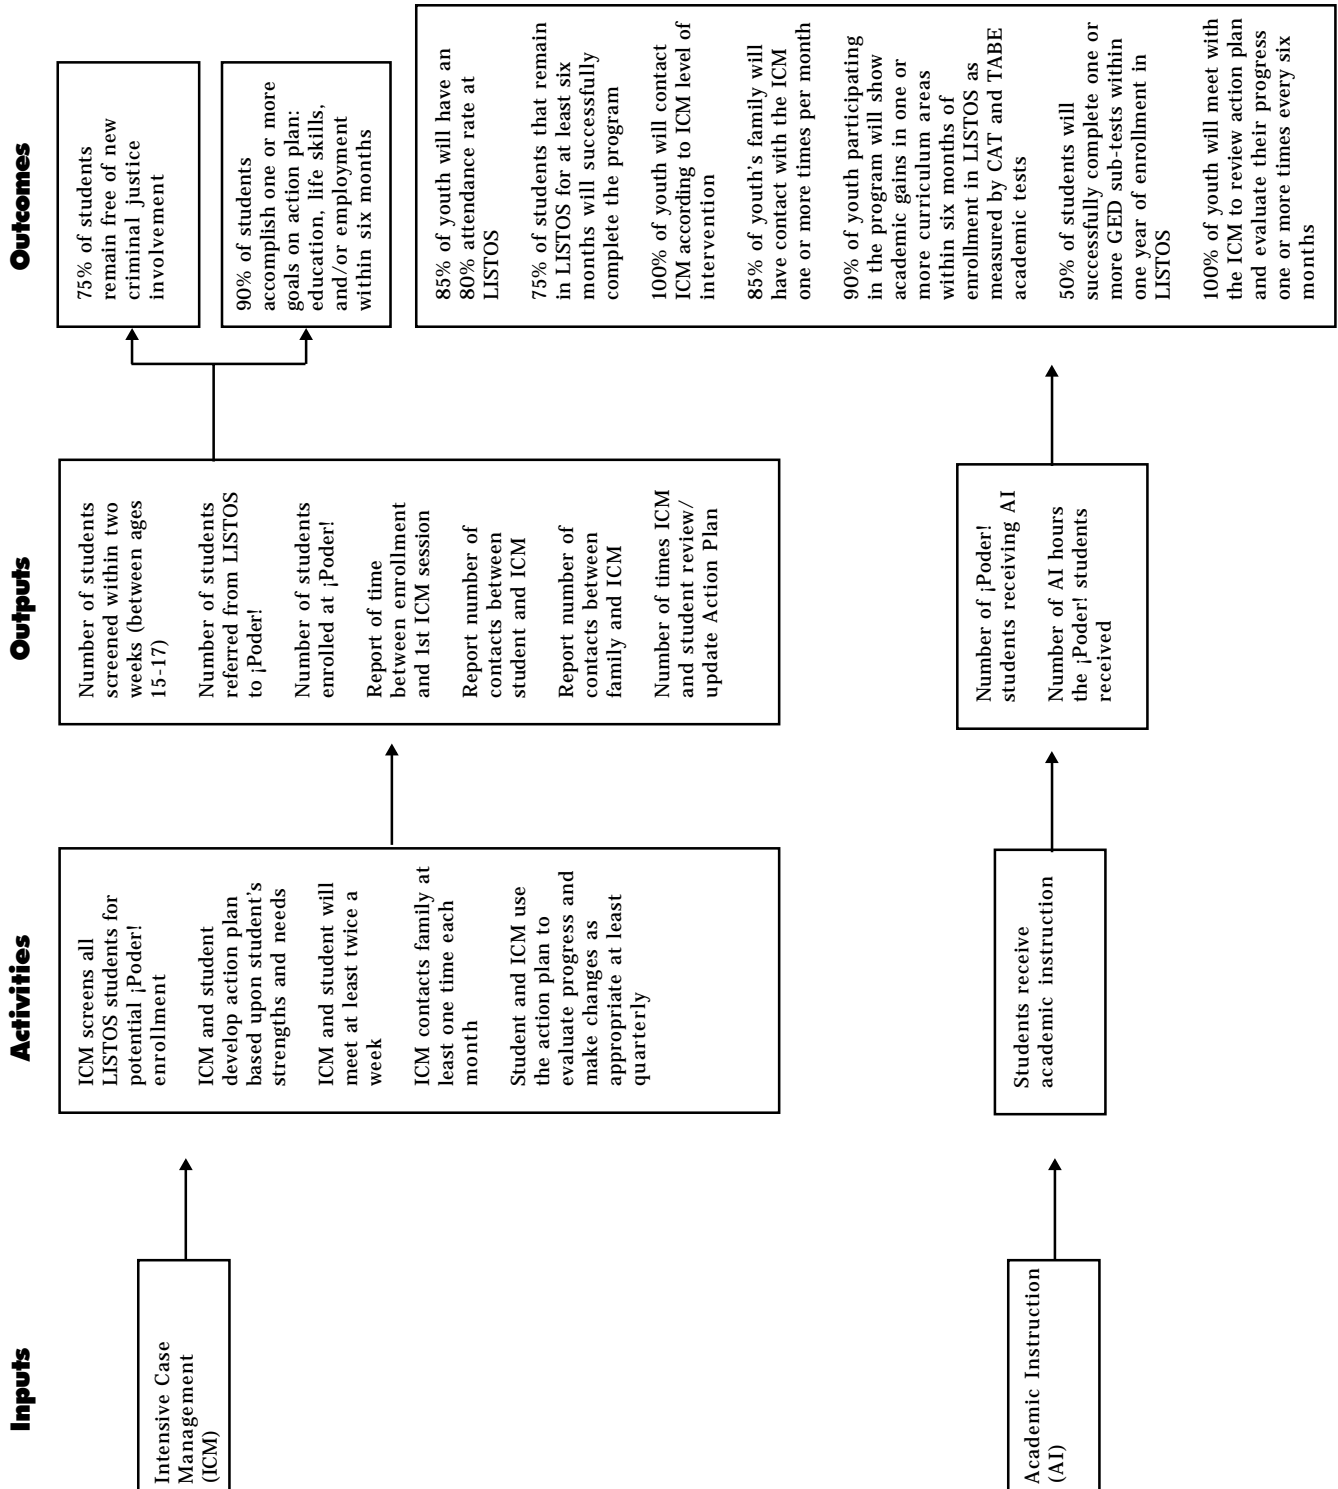 Inputs
Activities
Outputs
Outcomes
Intensive Case
Management
(ICM)
ICM screens all
LISTOS students for
potential ¡Poder!
enrollment
ICM and student
develop action plan
based upon student's
strengths and needs
ICM and student will
meet at least twice a
week
ICM contacts family at
least one time each
month
Student and ICM use
the action plan to
evaluate progress and
make changes as
appropriate at least
quarterly
Number of students
screened within two
weeks (between ages
15-17)
Number of students
referred from LISTOS
to ¡Poder!
Number of students
enrolled at ¡Poder!
Report of time
between enrollment
and 1st ICM session
Report number of
contacts between
student and ICM
Report number of
contacts between
family and ICM
Number of times ICM
and student review/
update Action Plan
75% of students
remain free of new
criminal justice
involvement
90% of students
accomplish one or more
goals on action plan:
education, life skills,
and/or employment
within six months
85% of youth will have an
80% attendance rate at
LISTOS
75% of students that remain
in LISTOS for at least six
months will successfully
complete the program
100% of youth will contact
ICM according to ICM level of
intervention
85% of youth's family will
have contact with the ICM
one or more times per month
90% of youth participating
in the program will show
academic gains in one or
more curriculum areas
within six months of
enrollment in LISTOS as
measured by CAT and TABE
academic tests
50% of students will
successfully complete one or
more GED sub-tests within
one year of enrollment in
LISTOS
100% of youth will meet with
the ICM to review action plan
and evaluate their progress
one or more times every six
months
Academic Instruction
(AI)
Students receive
academic instruction
Number of ¡Poder!
students receiving AI
Number of AI hours
the ¡Poder! students
received